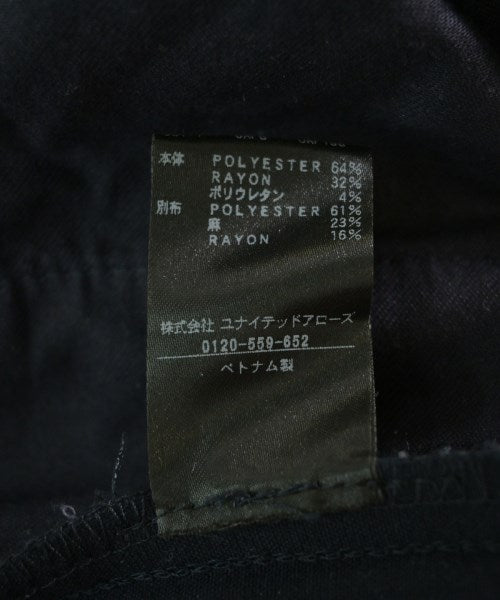 本体 POLYESTER 64%
RAYON 32%
ポリウレタン 4%
別布 POLYESTER 61%
麻 23%
RAYON 16%
株式会社 ユナイテッドアローズ
0120-559-652
ベトナム製